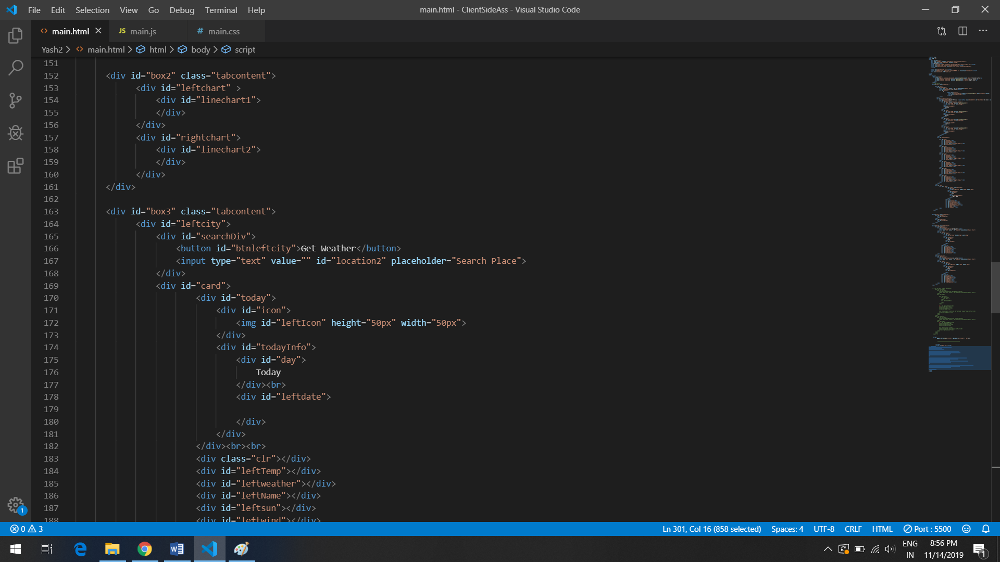 File Edit Selection View Go Debug Terminal Help
main.html - ClientSideAss - Visual Studio Code
main.html
JS main.js
# main.css
Yash2 > main.html > html > body > script
151
152 <div id="box2" class="tabcontent">
153 <div id="leftchart" >
154 <div id="linechart1">
155 </div>
156 </div>
157 <div id="rightchart">
158 <div id="linechart2">
159 </div>
160 </div>
161 </div>
162
163 <div id="box3" class="tabcontent">
164 <div id="leftcity">
165 <div id="searchDiv">
166 <button id="btnleftcity">Get Weather</button>
167 <input type="text" value="" id="location2" placeholder="Search Place">
168 </div>
169 <div id="card">
170 <div id="today">
171 <div id="icon">
172 <img id="leftIcon" height="50px" width="50px">
173 </div>
174 <div id="todayInfo">
175 <div id="day">
176 Today
177 </div><br>
178 <div id="leftdate">
179
180 </div>
181 </div>
182 </div><br><br>
183 <div class="clr"></div>
184 <div id="leftTemp"></div>
185 <div id="leftweather"></div>
186 <div id="leftName"></div>
187 <div id="leftsun"></div>
188 <div id="leftwind"></div>
1
0 3
Ln 301, Col 16 (858 selected) Spaces: 4 UTF-8 CRLF HTML Port : 5500
ENG
IN
8:56 PM
11/14/2019
1